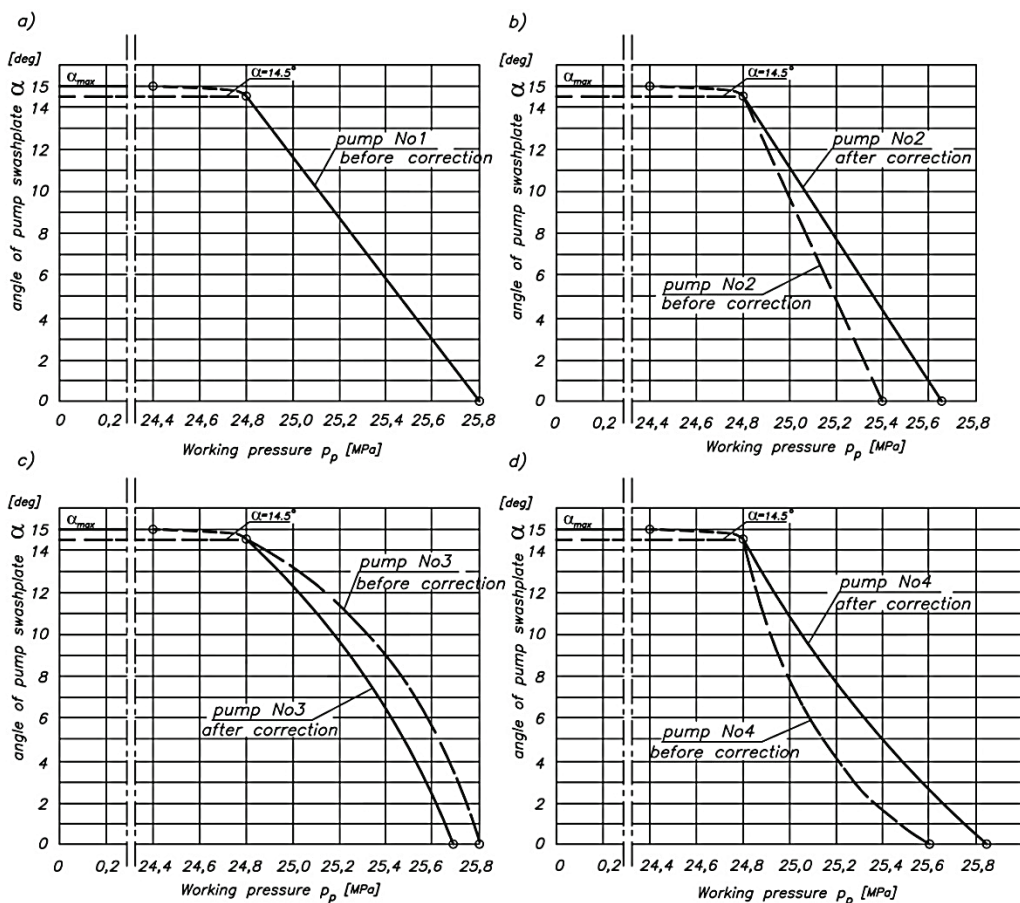 a)
[deg]
angle of pump swashplate α
αmax
α=14.5°
15
14
12
10
8
6
4
2
0
pump No1
before correction
0 0,2 24,4 24,6 24,8 25,0 25,2 25,4 25,6 25,8
Working pressure pp [MPa]
b)
[deg]
angle of pump swashplate α
αmax
α=14.5°
15
14
12
10
8
6
4
2
0
pump No2
after correction
pump No2
before correction
0 0,2 24,4 24,6 24,8 25,0 25,2 25,4 25,6 25,8
Working pressure pp [MPa]
c)
[deg]
angle of pump swashplate α
αmax
α=14.5°
15
14
12
10
8
6
4
2
0
pump No3
before correction
pump No3
after correction
0 0,2 24,4 24,6 24,8 25,0 25,2 25,4 25,6 25,8
Working pressure pp [MPa]
d)
[deg]
angle of pump swashplate α
αmax
α=14.5°
15
14
12
10
8
6
4
2
0
pump No4
after correction
pump No4
before correction
0 0,2 24,4 24,6 24,8 25,0 25,2 25,4 25,6 25,8
Working pressure pp [MPa]